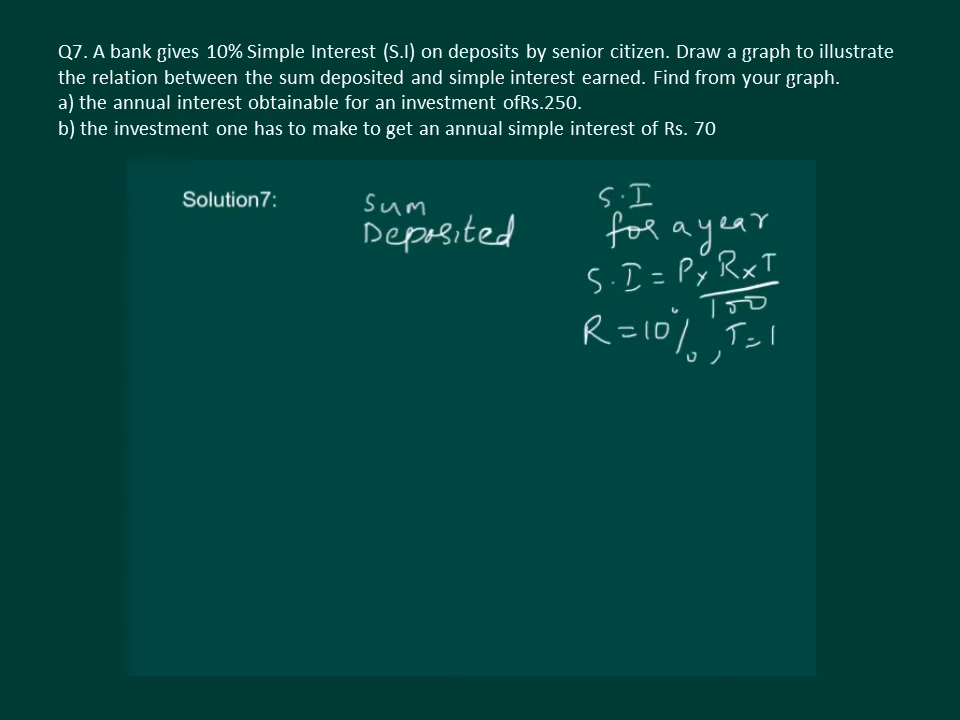 Q7. A bank gives 10% Simple Interest (S.I) on deposits by senior citizen. Draw a graph to illustrate
the relation between the sum deposited and simple interest earned. Find from your graph.
a) the annual interest obtainable for an investment ofRs.250.
b) the investment one has to make to get an annual simple interest of Rs. 70
Solution7:
Sum
Deposited
S.I
for a year
S.I = P x R x T
100
R = 10%, T = 1